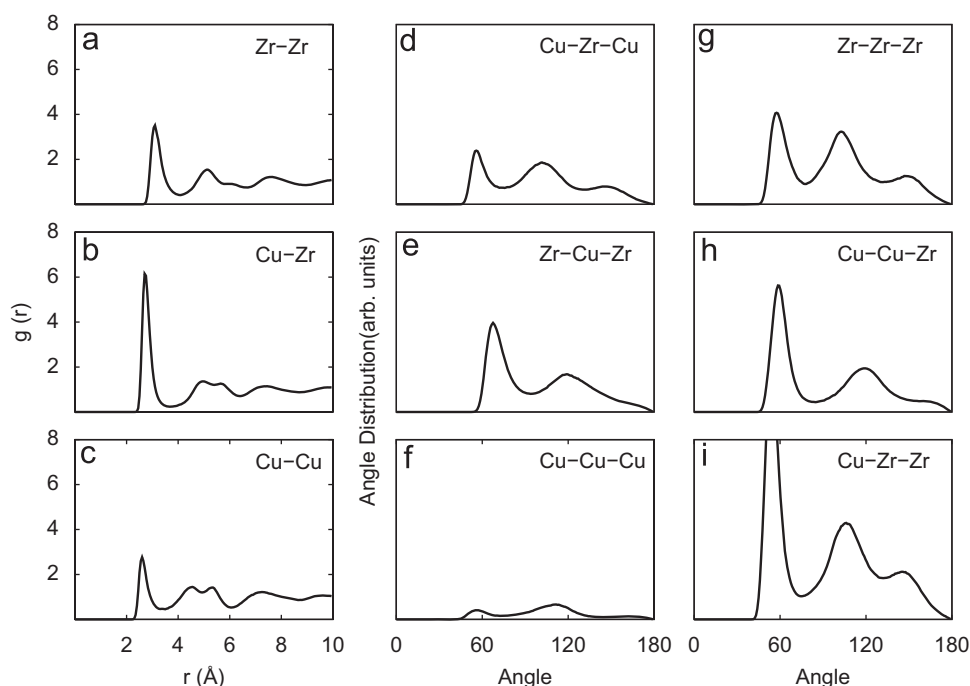 a
Zr−Zr
8
6
4
2
b
Cu−Zr
8
6
4
2
c
Cu−Cu
8
6
4
2
2 4 6 8 10
r (Å)
g (r)
d
Cu−Zr−Cu
e
Zr−Cu−Zr
f
Cu−Cu−Cu
0 60 120 180
Angle
Angle Distribution(arb. units)
g
Zr−Zr−Zr
h
Cu−Cu−Zr
i
Cu−Zr−Zr
0 60 120 180
Angle